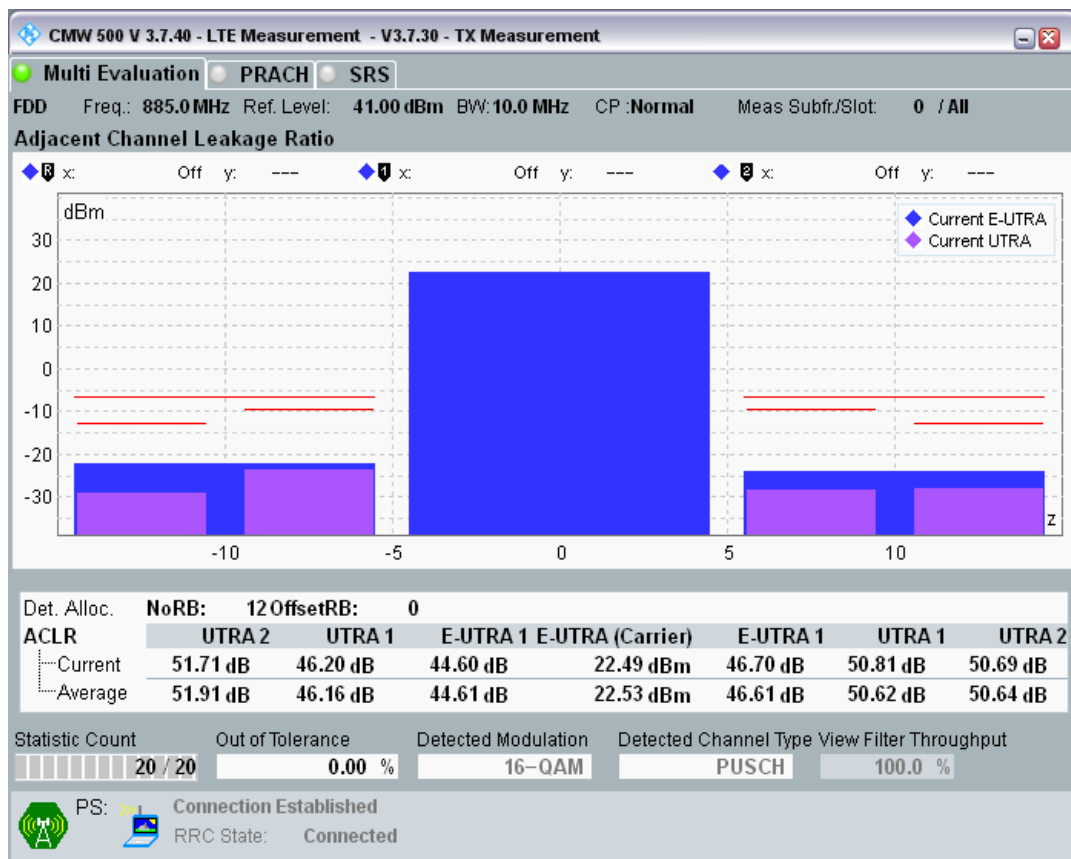 CMW 500 V 3.7.40 - LTE Measurement - V3.7.30 - TX Measurement
Multi Evaluation PRACH SRS
FDD Freq.: 885.0 MHz Ref. Level: 41.00 dBm BW: 10.0 MHz CP :Normal Meas Subfr./Slot: 0 / All
Adjacent Channel Leakage Ratio
R x: Off y: --- 1 x: Off y: --- 2 x: Off y: ---
dBm
Current E-UTRA
Current UTRA
30
20
10
0
-10
-20
-30
z
-10 -5 0 5 10
Det. Alloc. NoRB: 12 OffsetRB: 0
ACLR UTRA 2 UTRA 1 E-UTRA 1 E-UTRA (Carrier) E-UTRA 1 UTRA 1 UTRA 2
Current 51.71 dB 46.20 dB 44.60 dB 22.49 dBm 46.70 dB 50.81 dB 50.69 dB
Average 51.91 dB 46.16 dB 44.61 dB 22.53 dBm 46.61 dB 50.62 dB 50.64 dB
Statistic Count Out of Tolerance Detected Modulation Detected Channel Type View Filter Throughput
20 / 20 0.00 % 16-QAM PUSCH 100.0 %
PS: Connection Established
RRC State: Connected